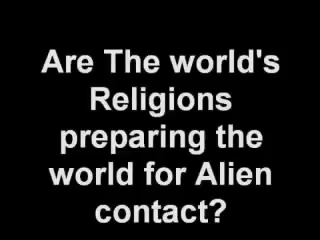 Are The world's
Religions
preparing the
world for Alien
contact?